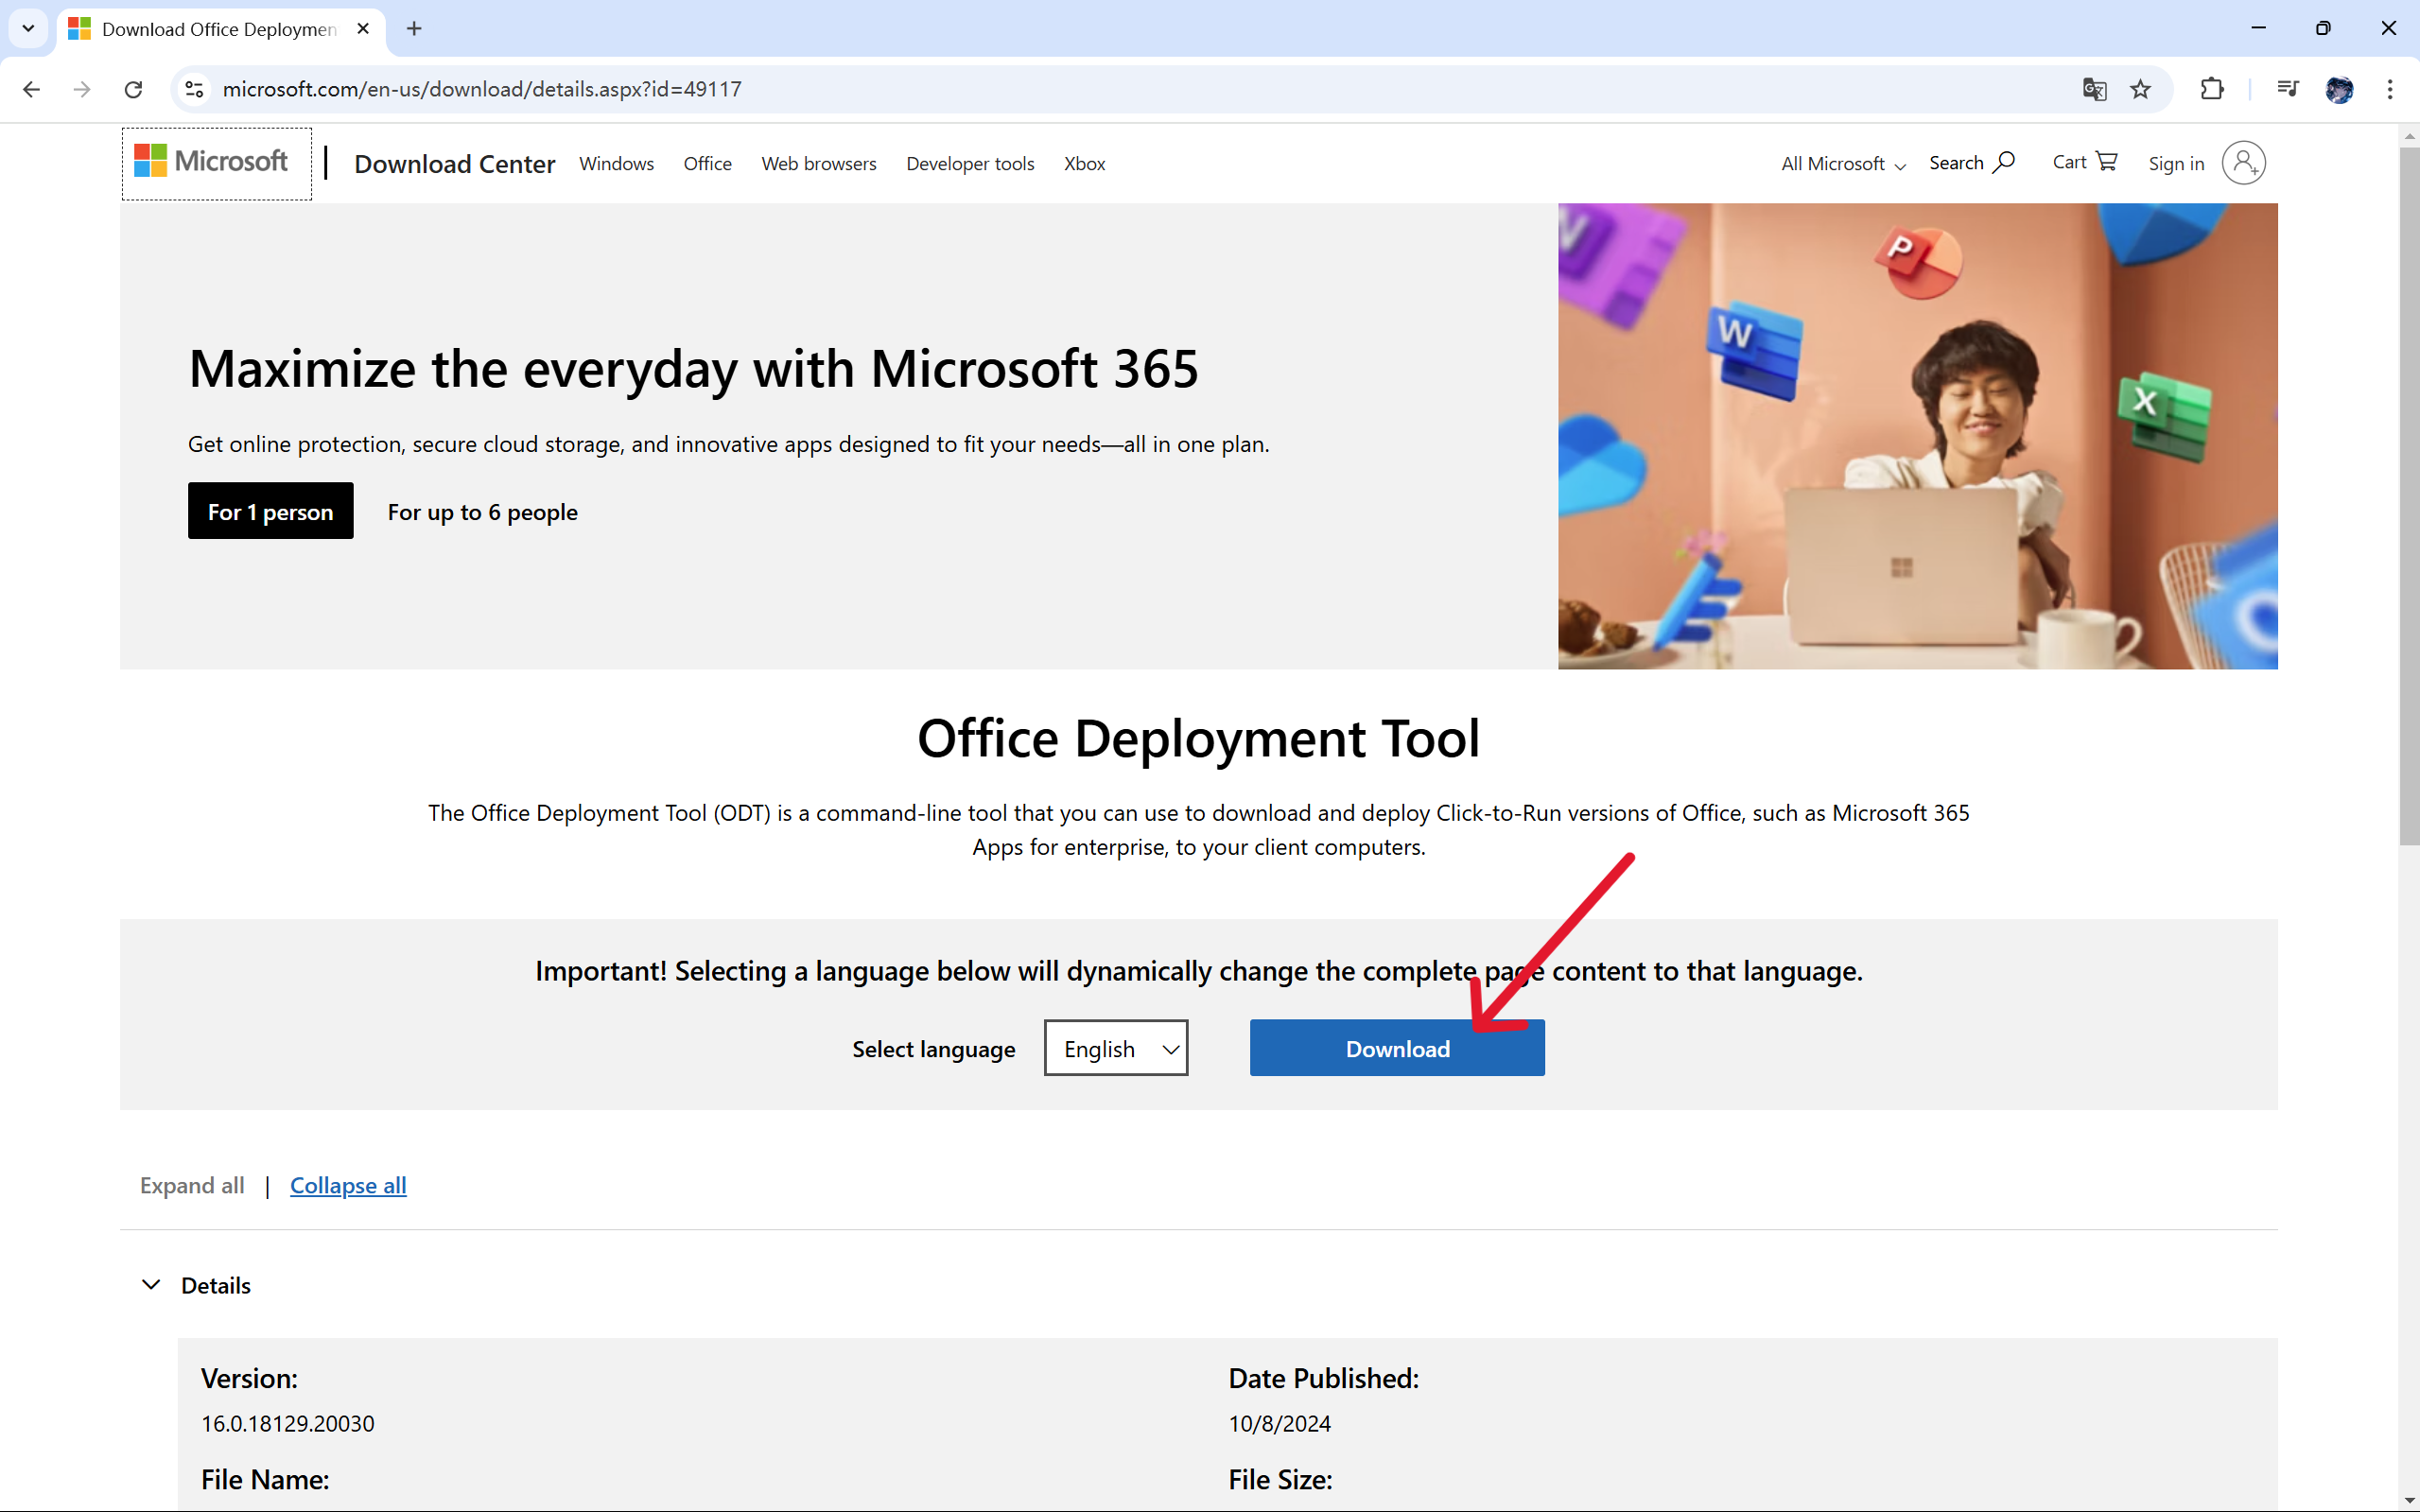 Download Office Deploymen
microsoft.com/en-us/download/details.aspx?id=49117
Microsoft
Download Center
Windows
Office
Web browsers
Developer tools
Xbox
All Microsoft
Search
Cart
Sign in
Maximize the everyday with Microsoft 365
Get online protection, secure cloud storage, and innovative apps designed to fit your needs—all in one plan.
For 1 person
For up to 6 people
N
P
W
X
O
Office Deployment Tool
The Office Deployment Tool (ODT) is a command-line tool that you can use to download and deploy Click-to-Run versions of Office, such as Microsoft 365
Apps for enterprise, to your client computers.
Important! Selecting a language below will dynamically change the complete page content to that language.
Select language
English
Download
Expand all | Collapse all
Details
Version:
16.0.18129.20030
Date Published:
10/8/2024
File Name:
File Size: